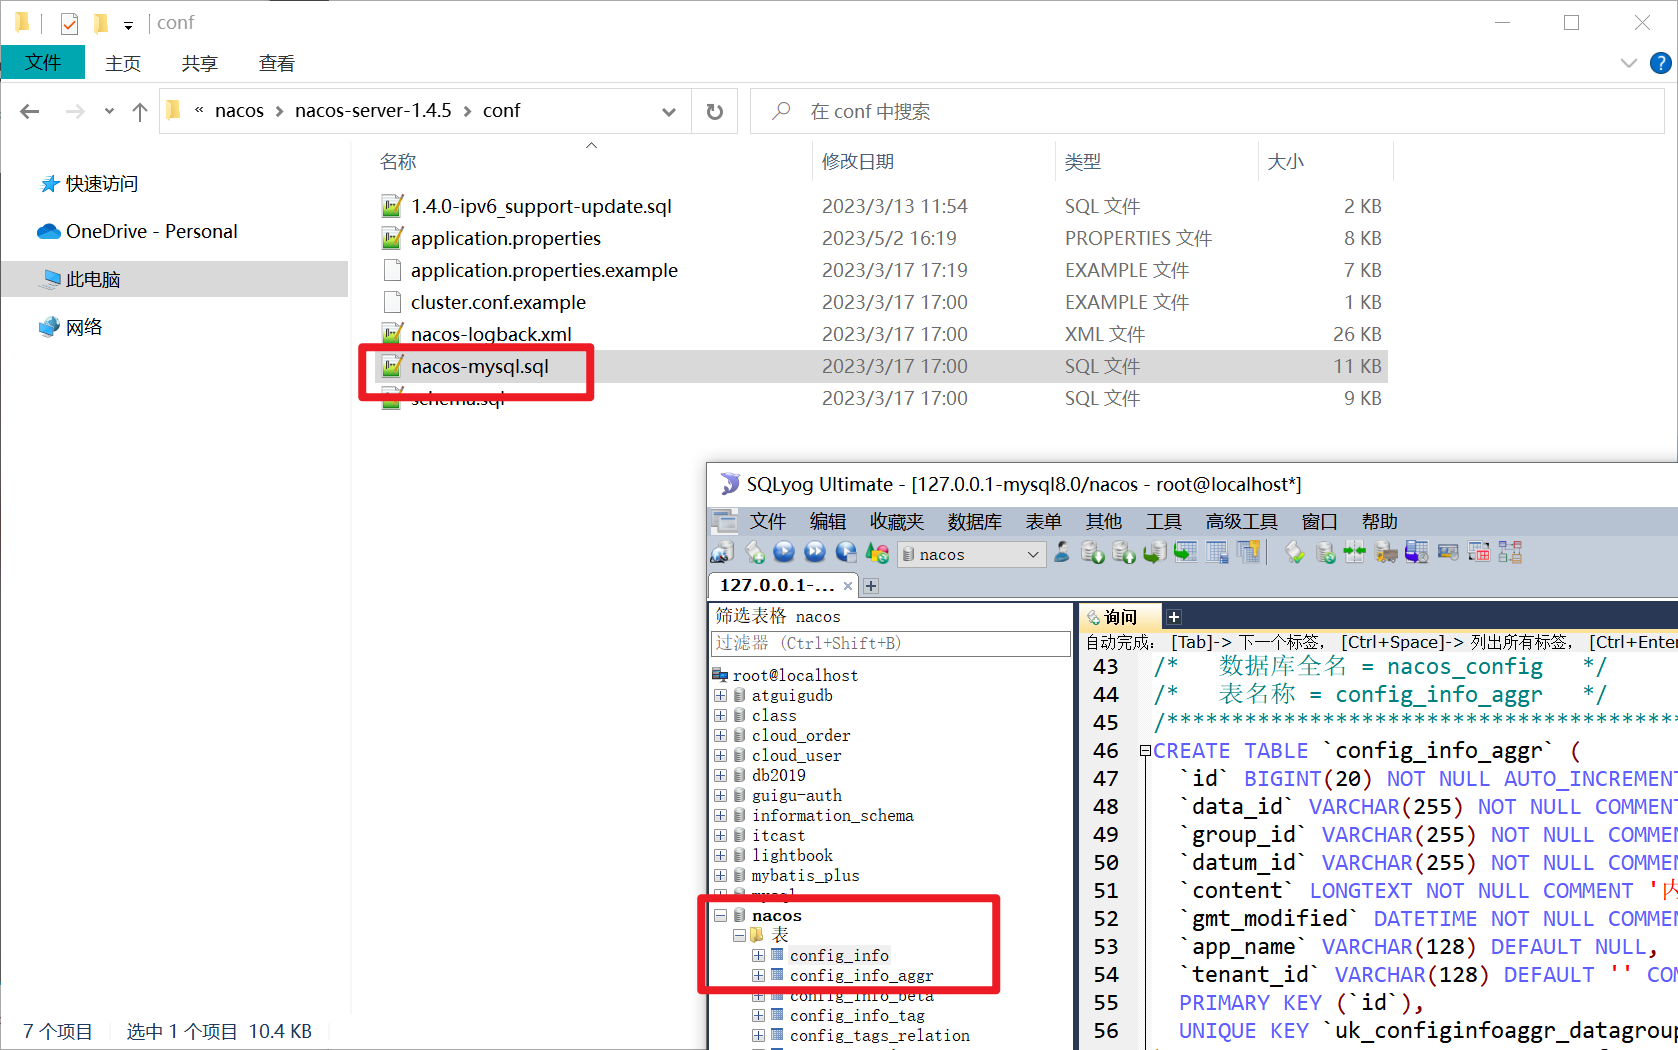 conf
文件 主页 共享 查看
« nacos › nacos-server-1.4.5 › conf
在 conf 中搜索
名称 修改日期 类型 大小
快速访问
OneDrive - Personal
此电脑
网络
1.4.0-ipv6_support-update.sql 2023/3/13 11:54 SQL 文件 2 KB
application.properties 2023/5/2 16:19 PROPERTIES 文件 8 KB
application.properties.example 2023/3/17 17:19 EXAMPLE 文件 7 KB
cluster.conf.example 2023/3/17 17:00 EXAMPLE 文件 1 KB
nacos-logback.xml 2023/3/17 17:00 XML 文件 26 KB
nacos-mysql.sql 2023/3/17 17:00 SQL 文件 11 KB
schema.sql 2023/3/17 17:00 SQL 文件 9 KB
SQLyog Ultimate - [127.0.0.1-mysql8.0/nacos - root@localhost*]
文件 编辑 收藏夹 数据库 表单 其他 工具 高级工具 窗口 帮助
nacos
127.0.0.1-...
筛选表格 nacos
过滤器 (Ctrl+Shift+B)
root@localhost
atguigudb
class
cloud_order
cloud_user
db2019
guigu-auth
information_schema
itcast
lightbook
mybatis_plus
mysql
nacos
表
config_info
config_info_aggr
config_info_beta
config_info_tag
config_tags_relation
询问
自动完成: [Tab]-> 下一个标签, [Ctrl+Space]-> 列出所有标签, [Ctrl+Enter
43 /* 数据库全名 = nacos_config */
44 /* 表名称 = config_info_aggr */
45 /****************************************
46 CREATE TABLE `config_info_aggr` (
47 `id` BIGINT(20) NOT NULL AUTO_INCREMENT
48 `data_id` VARCHAR(255) NOT NULL COMMENT
49 `group_id` VARCHAR(255) NOT NULL COMMEN
50 `datum_id` VARCHAR(255) NOT NULL COMMEN
51 `content` LONGTEXT NOT NULL COMMENT '内
52 `gmt_modified` DATETIME NOT NULL COMMEN
53 `app_name` VARCHAR(128) DEFAULT NULL,
54 `tenant_id` VARCHAR(128) DEFAULT '' COM
55 PRIMARY KEY (`id`),
56 UNIQUE KEY `uk_configinfoaggr_datagroup
7 个项目 选中 1 个项目 10.4 KB